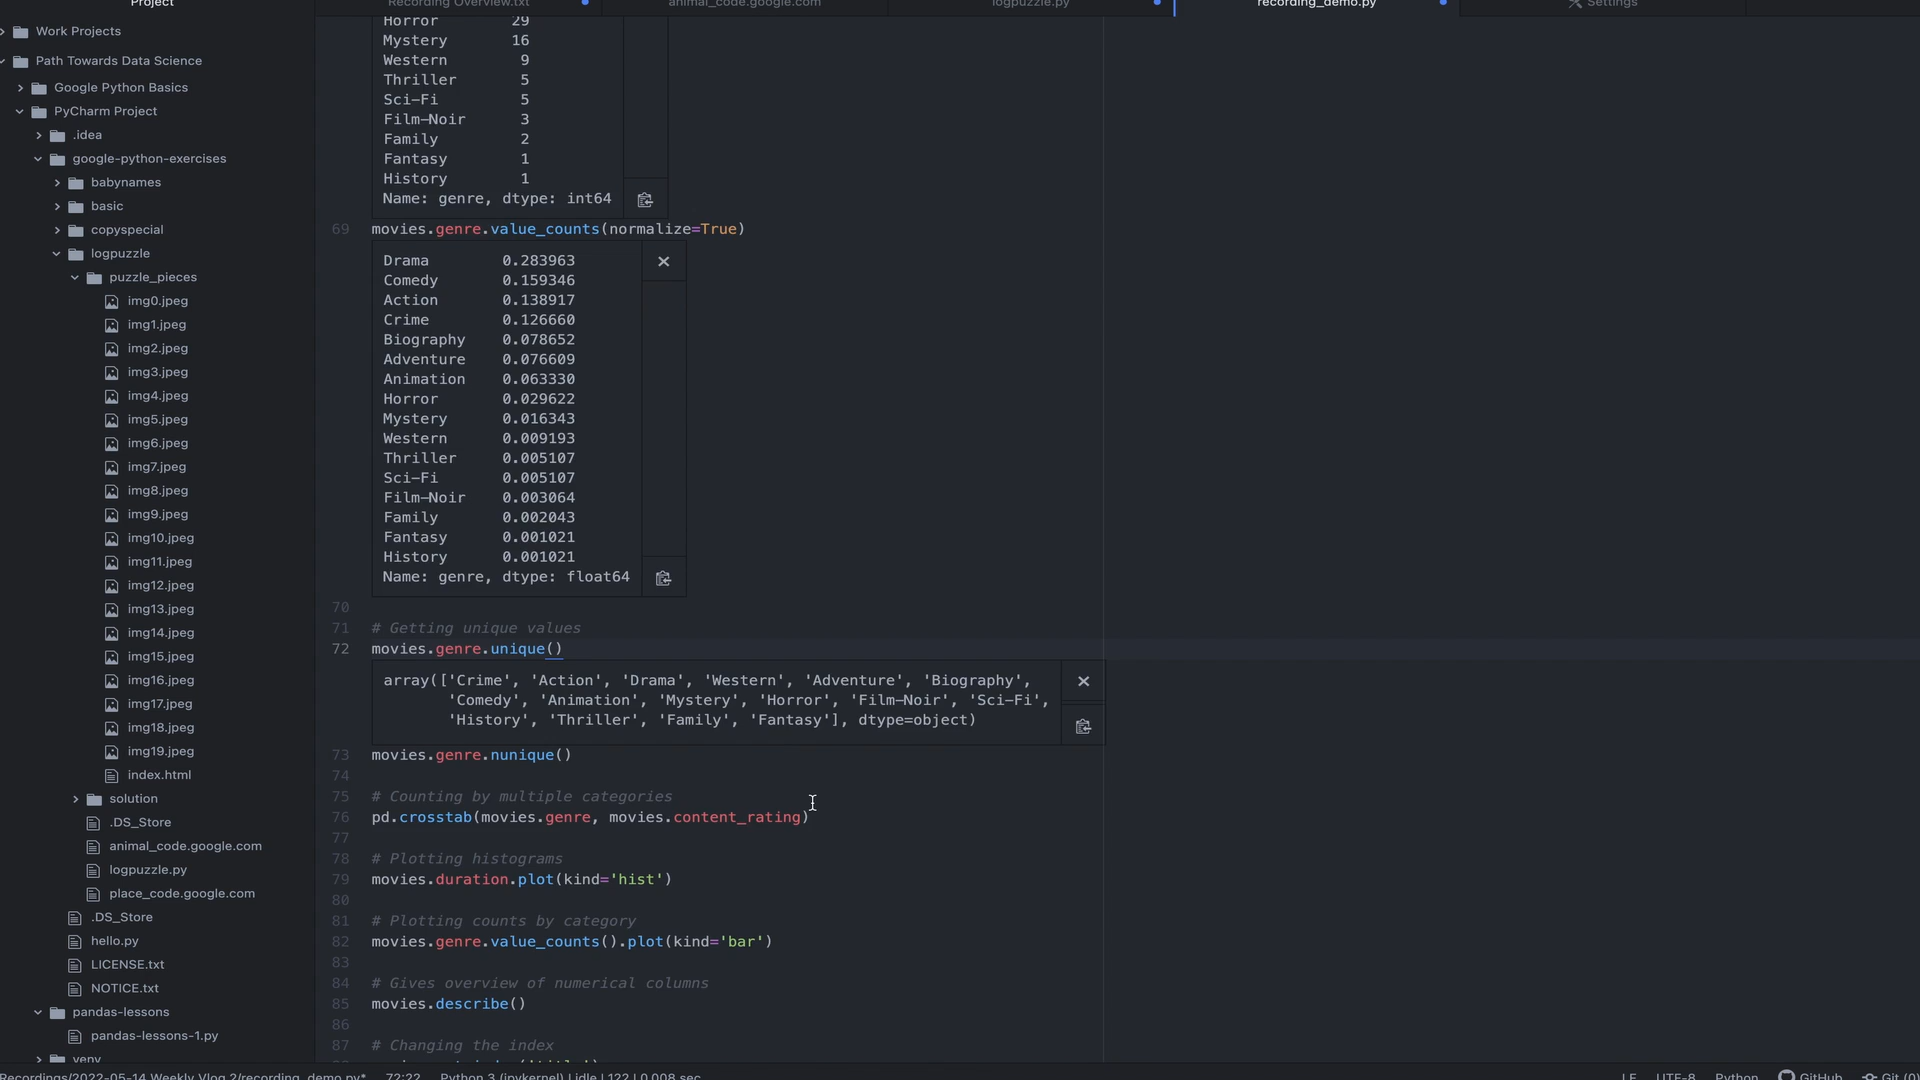 Project
Work Projects
Path Towards Data Science
Google Python Basics
PyCharm Project
.idea
google-python-exercises
babynames
basic
copyspecial
logpuzzle
puzzle_pieces
img0.jpeg
img1.jpeg
img2.jpeg
img3.jpeg
img4.jpeg
img5.jpeg
img6.jpeg
img7.jpeg
img8.jpeg
img9.jpeg
img10.jpeg
img11.jpeg
img12.jpeg
img13.jpeg
img14.jpeg
img15.jpeg
img16.jpeg
img17.jpeg
img18.jpeg
img19.jpeg
index.html
solution
.DS_Store
animal_code.google.com
logpuzzle.py
place_code.google.com
.DS_Store
hello.py
LICENSE.txt
NOTICE.txt
pandas-lessons
pandas-lessons-1.py
venv
Recording Overview.txt animal_code.google.com logpuzzle.py recording_demo.py Settings
Horror 29
Mystery 16
Western 9
Thriller 5
Sci-Fi 5
Film-Noir 3
Family 2
Fantasy 1
History 1
Name: genre, dtype: int64
69 movies.genre.value_counts(normalize=True)
Drama 0.283963
Comedy 0.159346
Action 0.138917
Crime 0.126660
Biography 0.078652
Adventure 0.076609
Animation 0.063330
Horror 0.029622
Mystery 0.016343
Western 0.009193
Thriller 0.005107
Sci-Fi 0.005107
Film-Noir 0.003064
Family 0.002043
Fantasy 0.001021
History 0.001021
Name: genre, dtype: float64
70
71 # Getting unique values
72 movies.genre.unique()
array(['Crime', 'Action', 'Drama', 'Western', 'Adventure', 'Biography',
'Comedy', 'Animation', 'Mystery', 'Horror', 'Film-Noir', 'Sci-Fi',
'History', 'Thriller', 'Family', 'Fantasy'], dtype=object)
73 movies.genre.nunique()
74
75 # Counting by multiple categories
76 pd.crosstab(movies.genre, movies.content_rating)
77
78 # Plotting histograms
79 movies.duration.plot(kind='hist')
80
81 # Plotting counts by category
82 movies.genre.value_counts().plot(kind='bar')
83
84 # Gives overview of numerical columns
85 movies.describe()
86
87 # Changing the index
Recordings/2022-05-14 Weekly Vlog 2/recording_demo.py* 72:22 Python 3 (ipykernel) | idle | 122 | 0.008 sec LF UTF-8 Python GitHub Git (0)